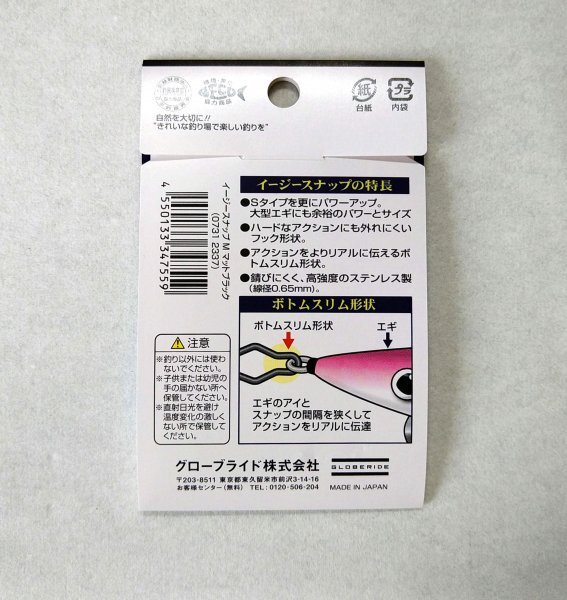 環境・美化
協力商品
紙
台紙
プラ
内袋
自然を大切に!!
“きれいな釣り場で楽しい釣りを”
イージースナップの特長
●Sタイプを更にパワーアップ。
大型エギにも余裕のパワーとサイズ
●ハードなアクションにも外れにくい
フック形状。
●アクションをよりリアルに伝えるボ
トムスリム形状。
●錆びにくく、高強度のステンレス製
(線径0.65mm)。
イージースナップ M マットブラック
(0731 2337)
4 550133 347559
ボトムスリム形状
ボトムスリム形状
エギ
エギのアイと
スナップの間隔を狭くして
アクションをリアルに伝達
注意
※釣り以外には使わ
ないでください。
※子供または幼児の
手の届かない所へ
保管してください。
※直射日光を避け
温度変化の激しく
ない所で保管して
ください。
グローブライド株式会社
GLOBERIDE
〒203-8511 東京都東久留米市前沢3-14-16
お客様センター(無料) TEL: 0120-506-204
MADE IN JAPAN